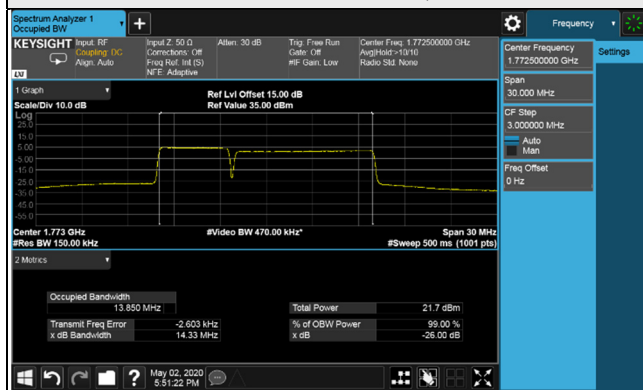 Spectrum Analyzer 1
Occupied BW
Frequency
KEYSIGHT
Input: RF
Coupling: DC
Align: Auto
Input Z: 50 Ω
Corrections: Off
Freq Ref: Int (S)
NFE: Adaptive
Atten: 30 dB
Trig: Free Run
Gate: Off
#IF Gain: Low
Center Freq: 1.772500000 GHz
Avg|Hold:>10/10
Radio Std: None
LXI
Center Frequency
1.772500000 GHz
Settings
Span
30.000 MHz
CF Step
3.000000 MHz
Auto
Man
Freq Offset
0 Hz
1 Graph
Scale/Div 10.0 dB
Ref Lvl Offset 15.00 dB
Ref Value 35.00 dBm
Log
25.0
15.0
5.00
-5.00
-15.0
-25.0
-35.0
-45.0
-55.0
Center 1.773 GHz
#Res BW 150.00 kHz
#Video BW 470.00 kHz*
Span 30 MHz
#Sweep 500 ms (1001 pts)
2 Metrics
Occupied Bandwidth
13.850 MHz
Total Power
21.7 dBm
Transmit Freq Error
-2.603 kHz
% of OBW Power
99.00 %
x dB Bandwidth
14.33 MHz
x dB
-26.00 dB
?
May 02, 2020
5:51:22 PM